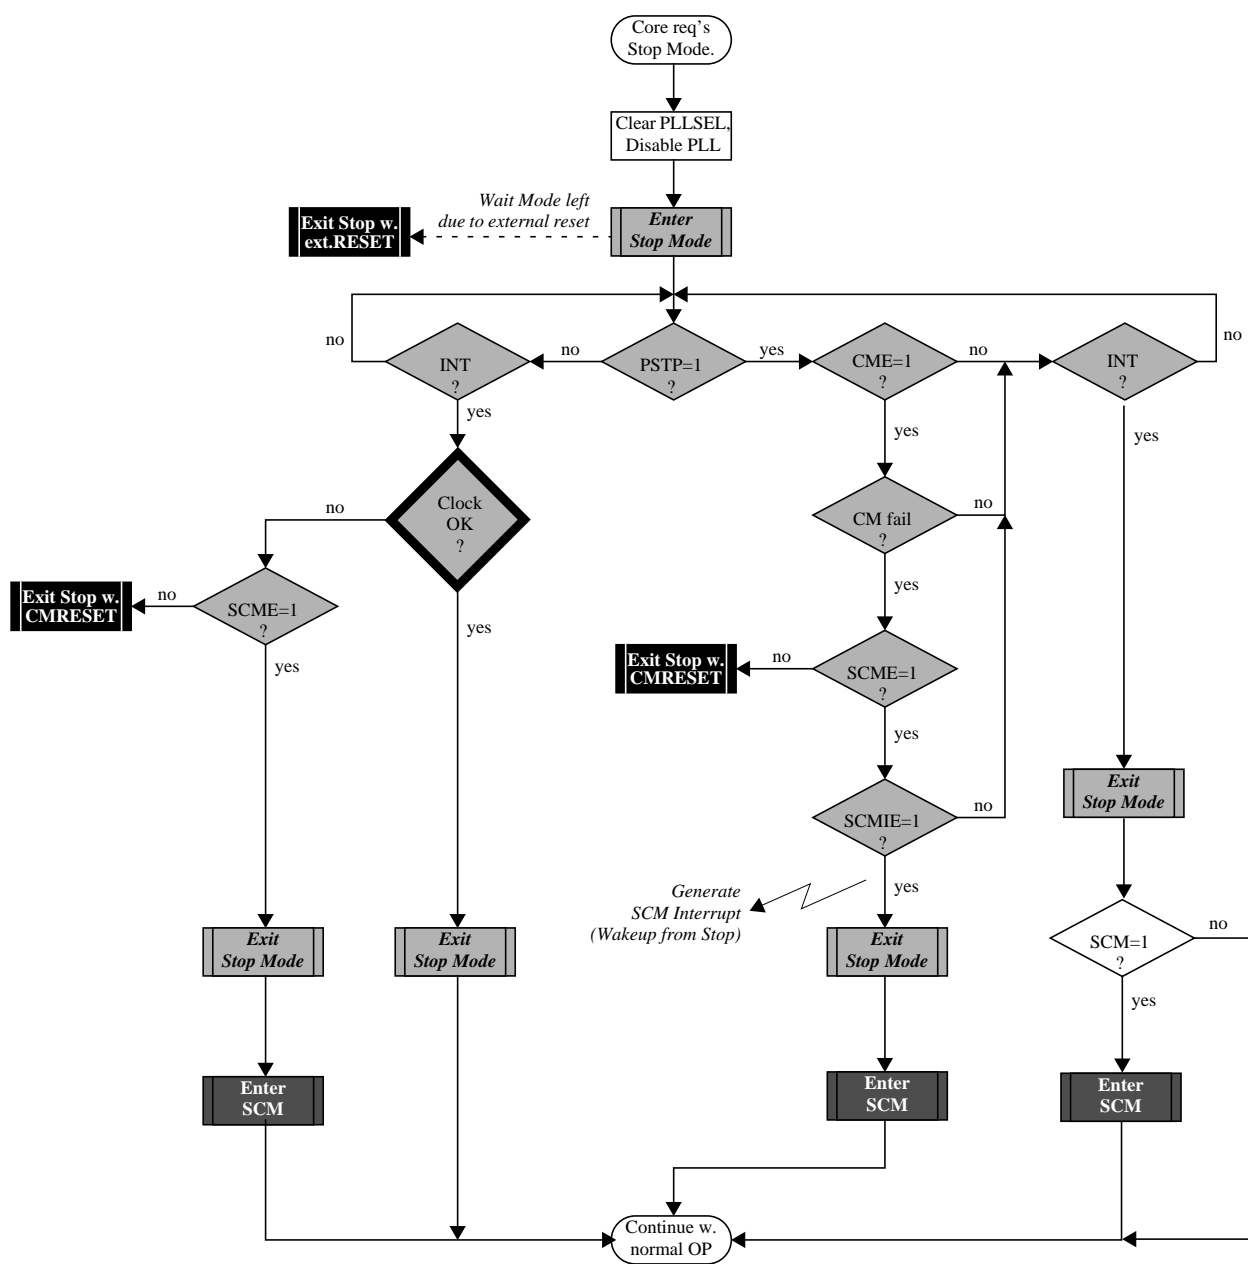 Core req's
Stop Mode.
Clear PLLSEL,
Disable PLL
Wait Mode left
due to external reset
Exit Stop w.
ext.RESET
Enter
Stop Mode
no
INT
?
no
PSTP=1
?
yes
CME=1
?
no
INT
?
no
yes
yes
yes
Clock
OK
?
no
CM fail
?
no
Exit Stop w.
CMRESET
no
SCME=1
?
yes
yes
yes
Exit Stop w.
CMRESET
no
SCME=1
?
yes
SCMIE=1
?
no
Exit
Stop Mode
Generate
SCM Interrupt
(Wakeup from Stop)
yes
Exit
Stop Mode
Exit
Stop Mode
Exit
Stop Mode
SCM=1
?
no
yes
Enter
SCM
Enter
SCM
Enter
SCM
Continue w.
normal OP